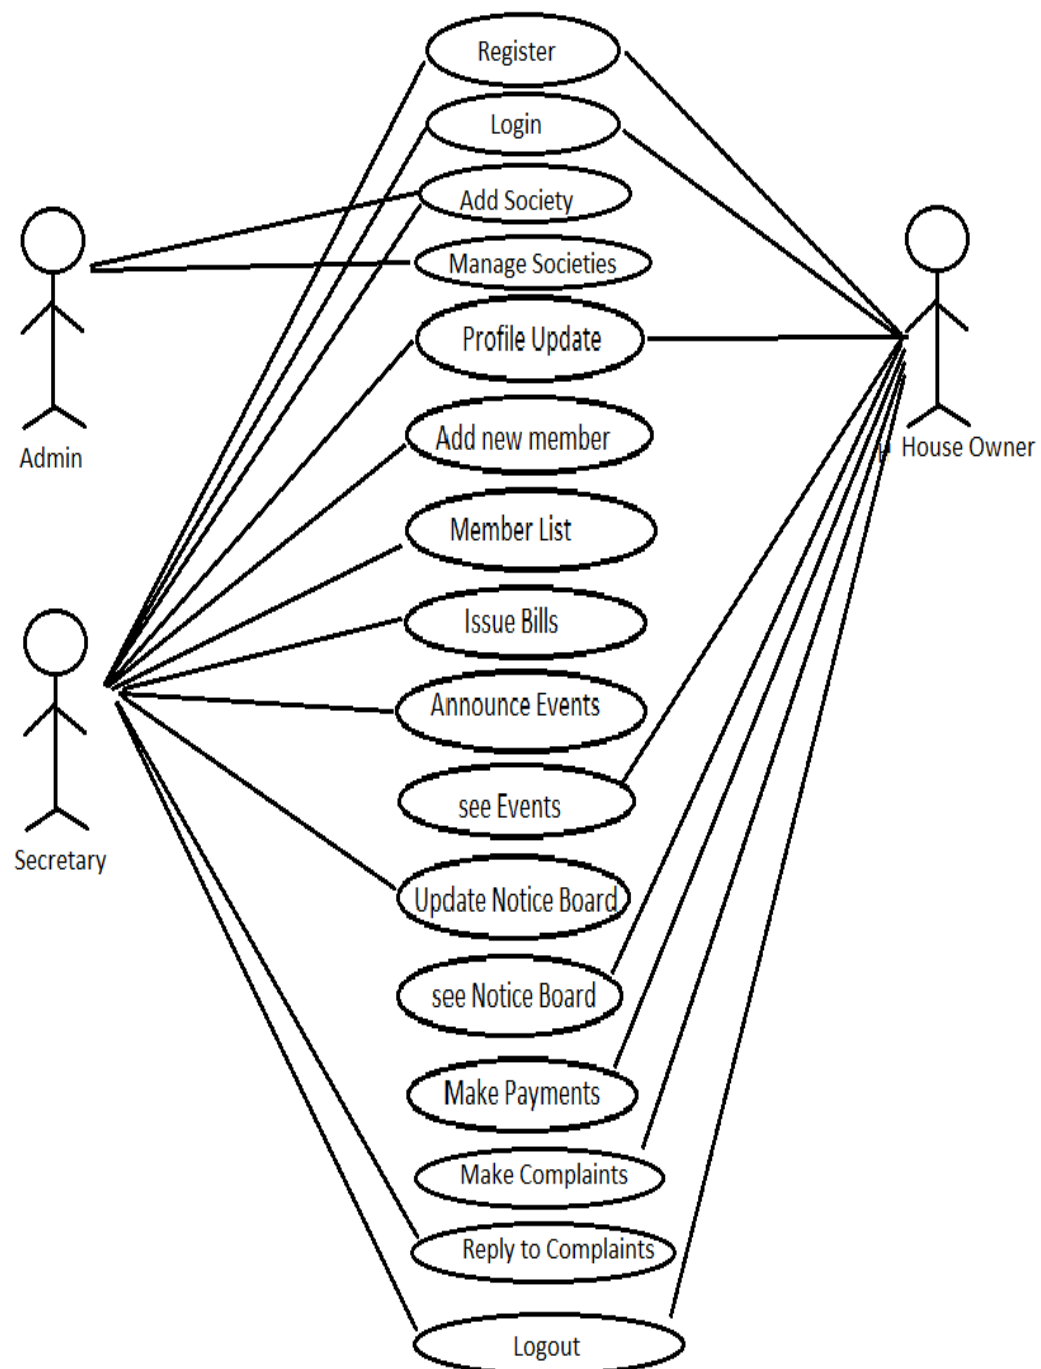 Register
Login
Add Society
Manage Societies
Profile Update
Add new member
Admin
House Owner
Member List
Issue Bills
Announce Events
see Events
Secretary
Update Notice Board
see Notice Board
Make Payments
Make Complaints
Reply to Complaints
Logout